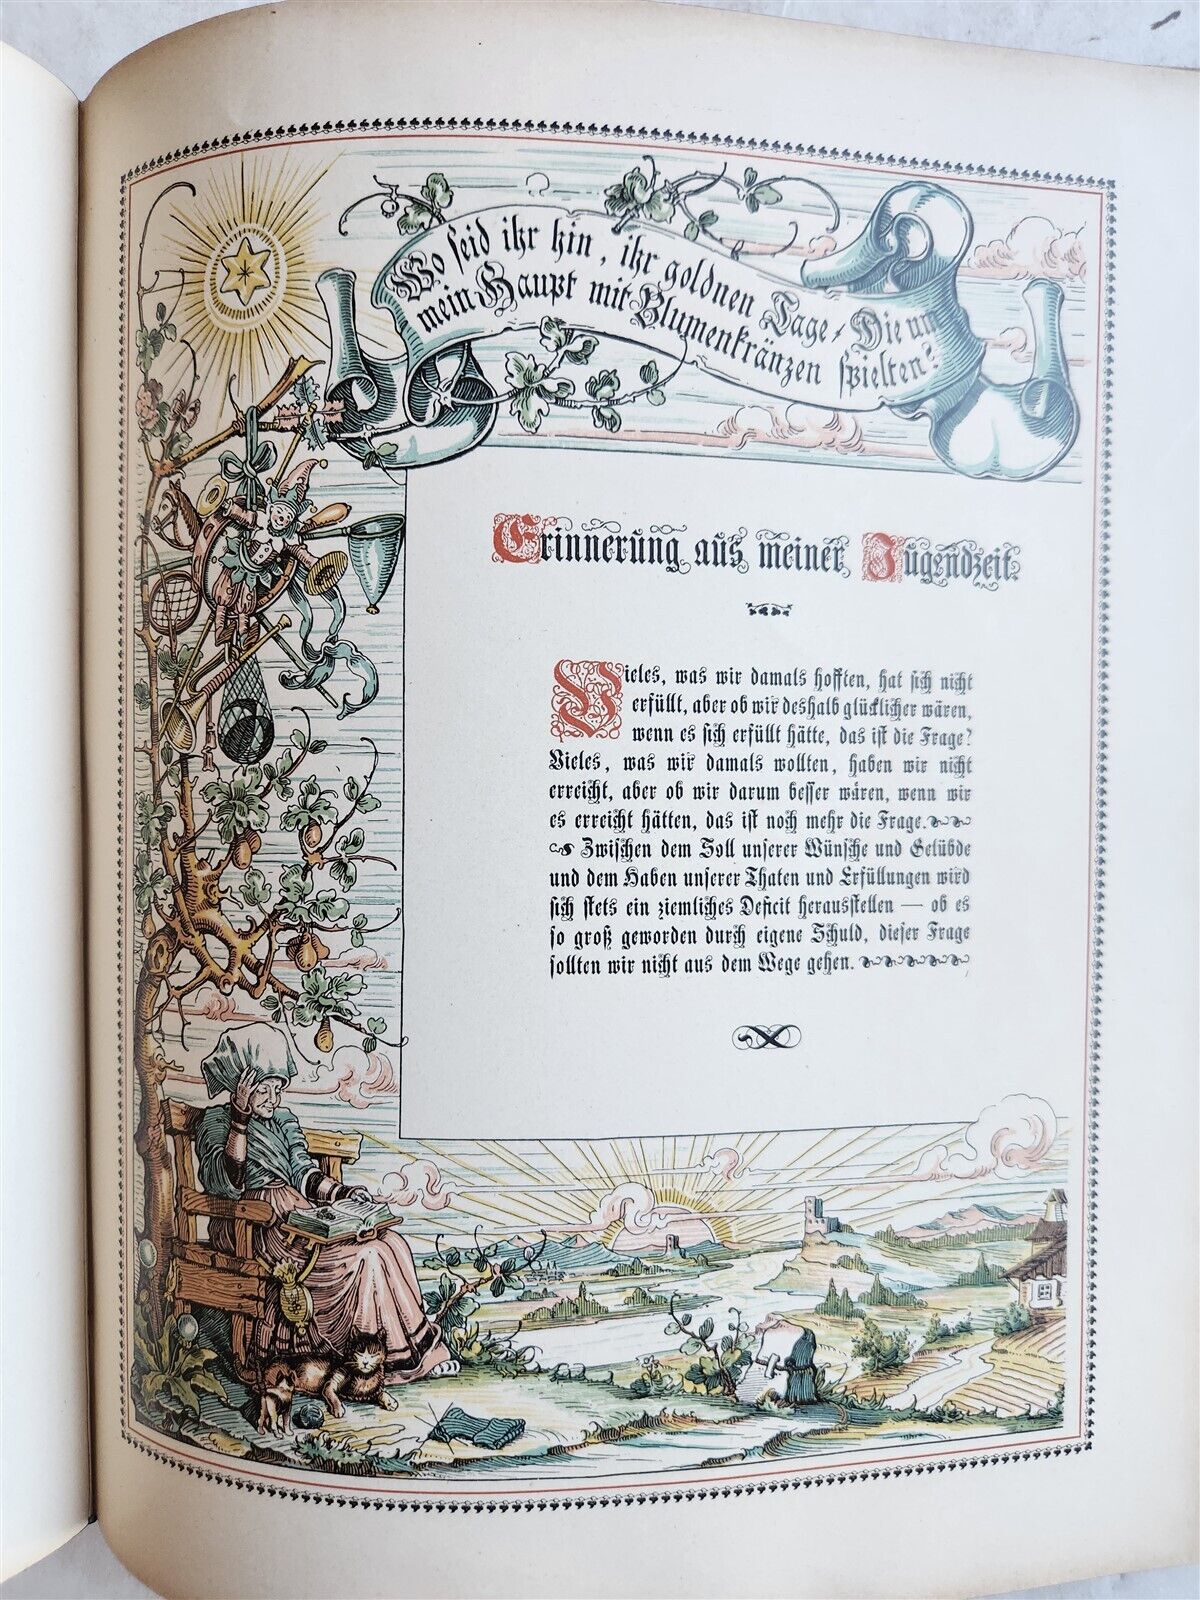 Wo seid ihr hin, ihr goldnen Tage, Die um
mein Haupt mit Blumenkränzen spielten?
Erinnerung aus meiner Jugendzeit.
Vieles, was wir damals hofften, hat sich nicht
erfüllt, aber ob wir deshalb glücklicher wären,
wenn es sich erfüllt hätte, das ist die Frage?
Vieles, was wir damals wollten, haben wir nicht
erreicht, aber ob wir darum besser wären, wenn wir
es erreicht hätten, das ist noch mehr die Frage.
Zwischen dem Soll unserer Wünsche und Gelübde
und dem Haben unserer Thaten und Erfüllungen wird
sich stets ein ziemliches Deficit herausstellen — ob es
so groß geworden durch eigene Schuld, dieser Frage
sollten wir nicht aus dem Wege gehen.